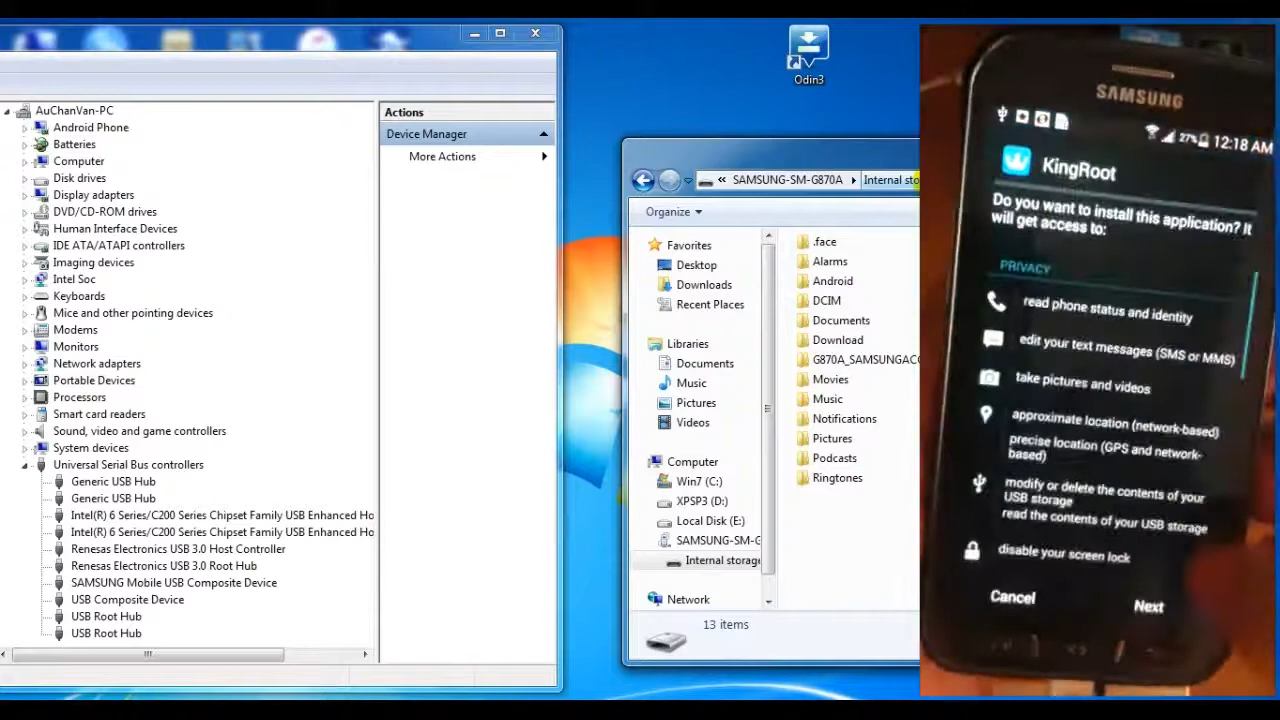 AuChanVan-PC
Android Phone
Batteries
Computer
Disk drives
Display adapters
DVD/CD-ROM drives
Human Interface Devices
IDE ATA/ATAPI controllers
Imaging devices
Intel Soc
Keyboards
Mice and other pointing devices
Modems
Monitors
Network adapters
Portable Devices
Processors
Smart card readers
Sound, video and game controllers
System devices
Universal Serial Bus controllers
Generic USB Hub
Generic USB Hub
Intel(R) 6 Series/C200 Series Chipset Family USB Enhanced Ho
Intel(R) 6 Series/C200 Series Chipset Family USB Enhanced Ho
Renesas Electronics USB 3.0 Host Controller
Renesas Electronics USB 3.0 Root Hub
SAMSUNG Mobile USB Composite Device
USB Composite Device
USB Root Hub
USB Root Hub
Actions
Device Manager
More Actions
Odin3
« SAMSUNG-SM-G870A
Internal sto
Organize
Favorites
Desktop
Downloads
Recent Places
Libraries
Documents
Music
Pictures
Videos
Computer
Win7 (C:)
XPSP3 (D:)
Local Disk (E:)
SAMSUNG-SM-G
Internal storage
Network
.face
Alarms
Android
DCIM
Documents
Download
G870A_SAMSUNGACC
Movies
Music
Notifications
Pictures
Podcasts
Ringtones
13 items
SAMSUNG
27% 12:18 AM
KingRoot
Do you want to install this application? It
will get access to:
PRIVACY
read phone status and identity
edit your text messages (SMS or MMS)
take pictures and videos
approximate location (network-based)
precise location (GPS and network-
based)
modify or delete the contents of your
USB storage
read the contents of your USB storage
disable your screen lock
Cancel
Next